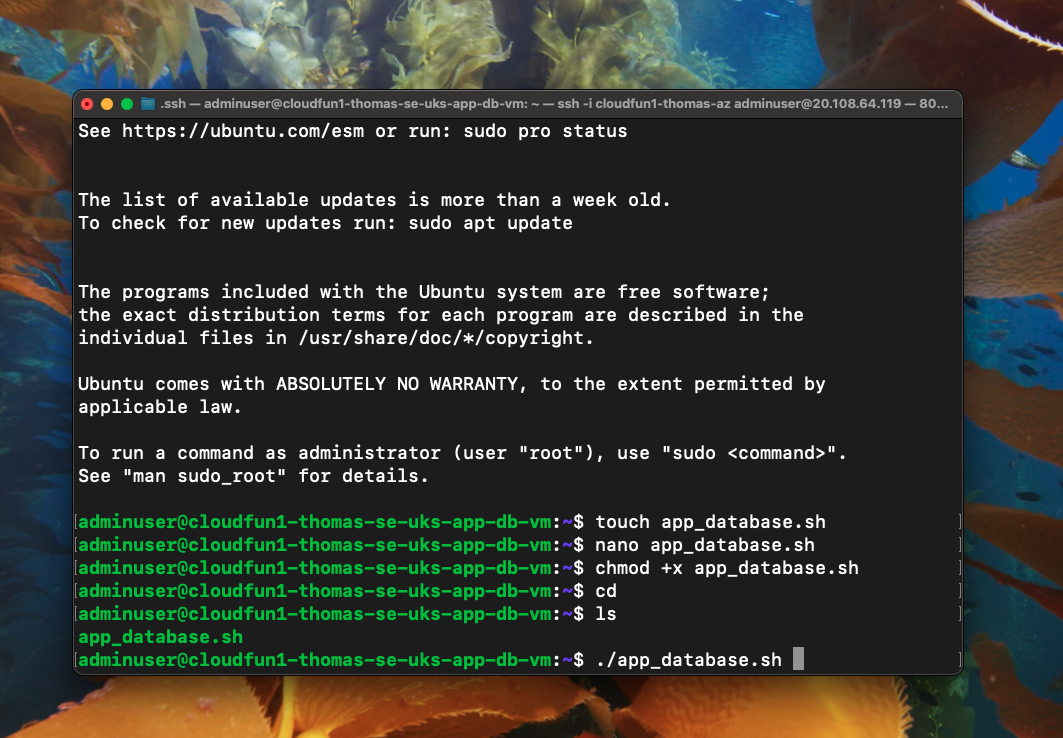 .ssh — adminuser@cloudfun1-thomas-se-uks-app-db-vm: ~ — ssh -i cloudfun1-thomas-az adminuser@20.108.64.119 — 80...
See https://ubuntu.com/esm or run: sudo pro status
The list of available updates is more than a week old.
To check for new updates run: sudo apt update
The programs included with the Ubuntu system are free software;
the exact distribution terms for each program are described in the
individual files in /usr/share/doc/*/copyright.
Ubuntu comes with ABSOLUTELY NO WARRANTY, to the extent permitted by
applicable law.
To run a command as administrator (user "root"), use "sudo <command>".
See "man sudo_root" for details.
[adminuser@cloudfun1-thomas-se-uks-app-db-vm:~$ touch app_database.sh ]
[adminuser@cloudfun1-thomas-se-uks-app-db-vm:~$ nano app_database.sh ]
[adminuser@cloudfun1-thomas-se-uks-app-db-vm:~$ chmod +x app_database.sh ]
[adminuser@cloudfun1-thomas-se-uks-app-db-vm:~$ cd ]
[adminuser@cloudfun1-thomas-se-uks-app-db-vm:~$ ls ]
app_database.sh
[adminuser@cloudfun1-thomas-se-uks-app-db-vm:~$ ./app_database.sh ]